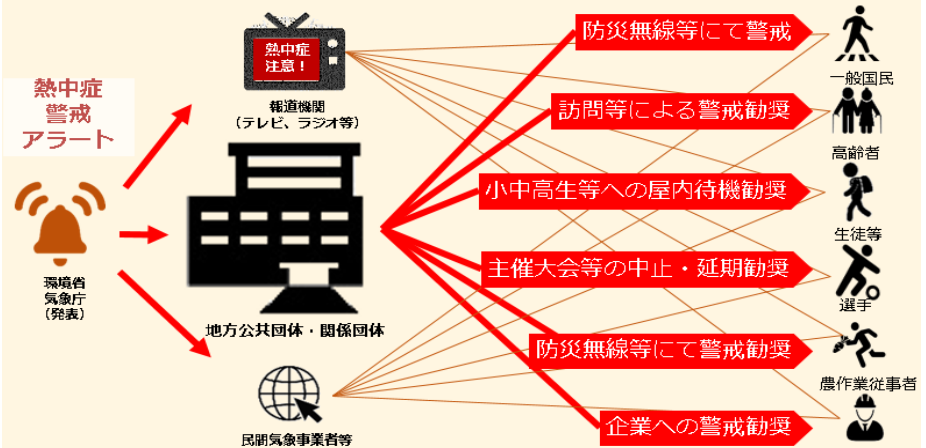 熱中症
警戒
アラート
環境省
気象庁
(発表)
熱中症
注意！
報道機関
(テレビ、ラジオ等)
地方公共団体・関係団体
民間気象事業者等
防災無線等にて警戒
訪問等による警戒勧奨
小中高生等への屋内待機勧奨
主催大会等の中止・延期勧奨
防災無線等にて警戒勧奨
企業への警戒勧奨
一般国民
高齢者
生徒等
選手
農作業従事者